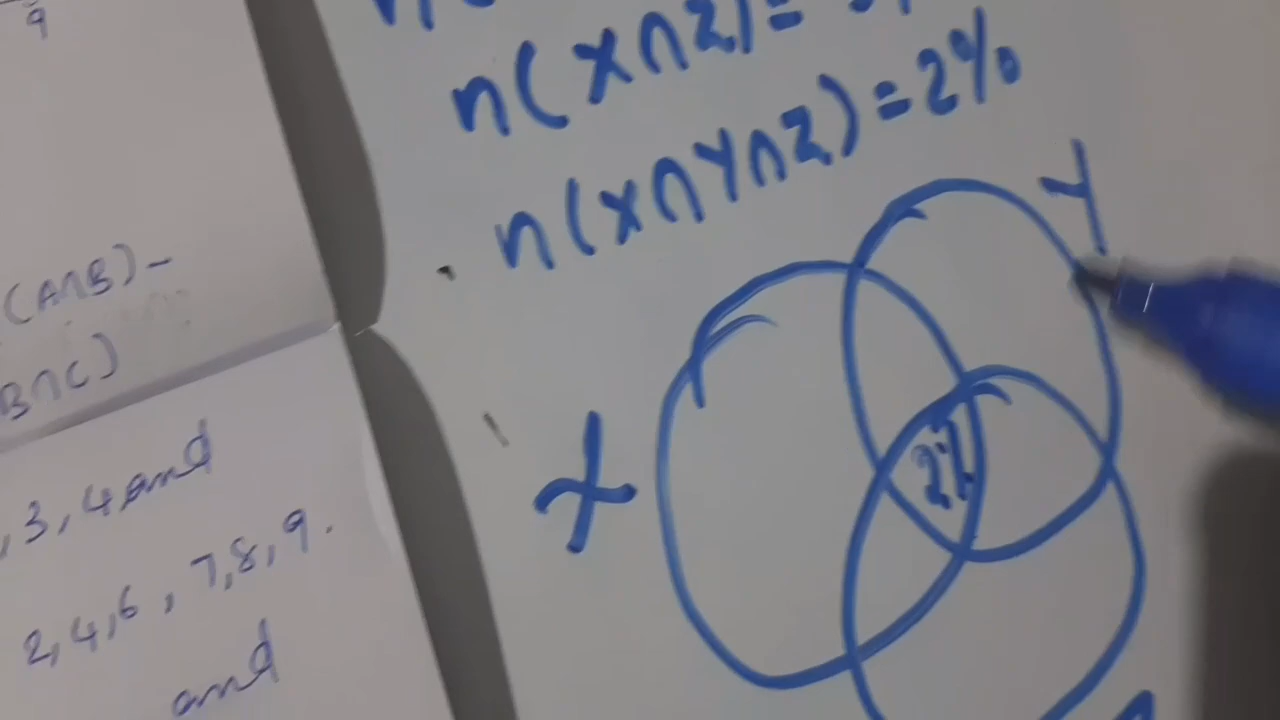 9
n(X∩Z)=
n(X∩Y∩Z)=2%
Y
X
2%
(A∩B)-
B∩C)
, 3, 4 and
2, 4, 6, 7, 8, 9.
and